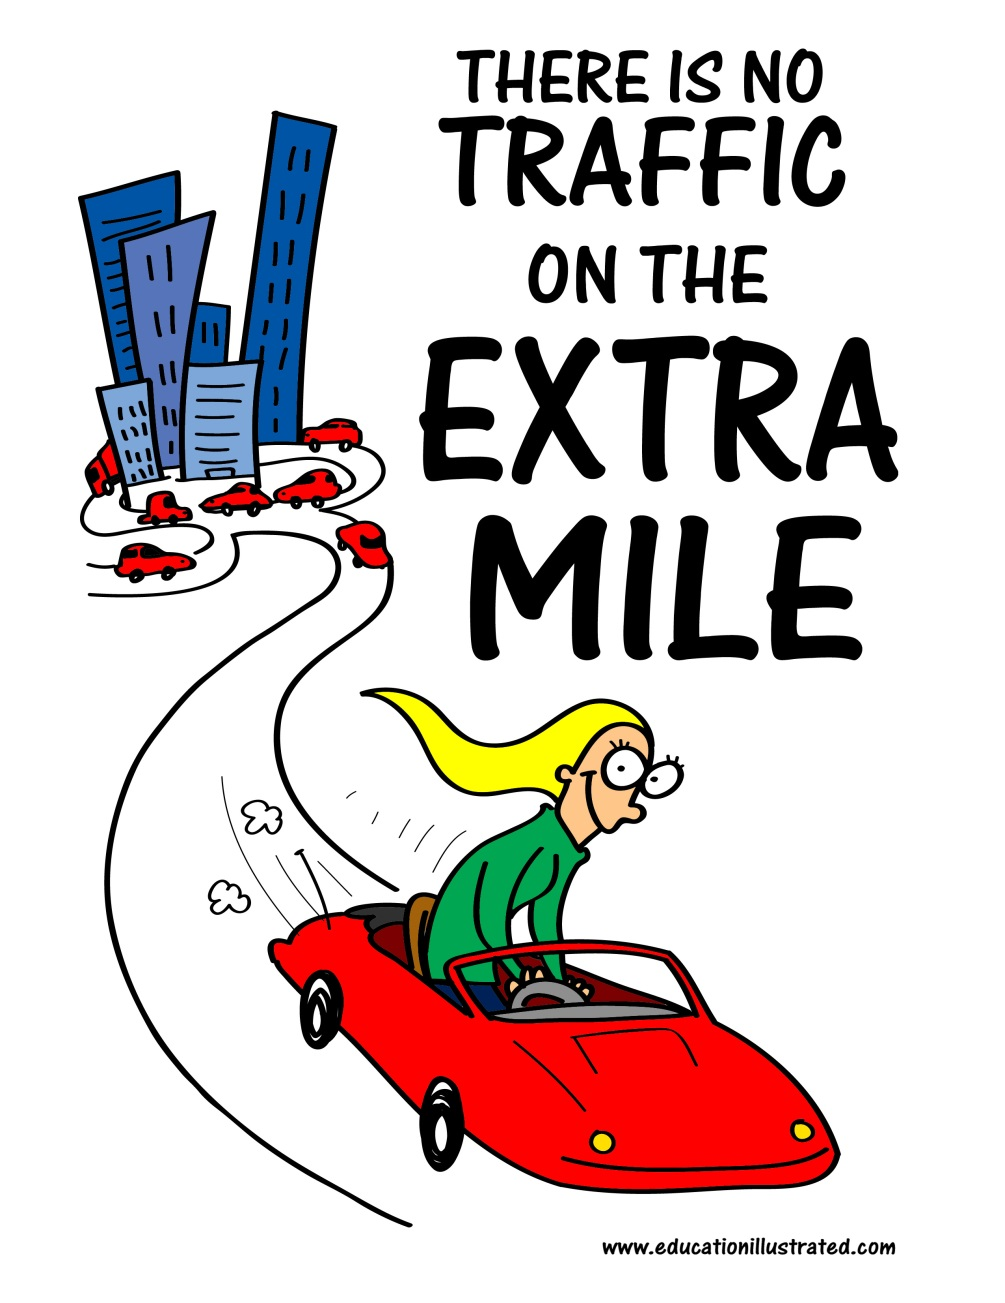 THERE IS NO
TRAFFIC
ON THE
EXTRA
MILE
www.educationillustrated.com